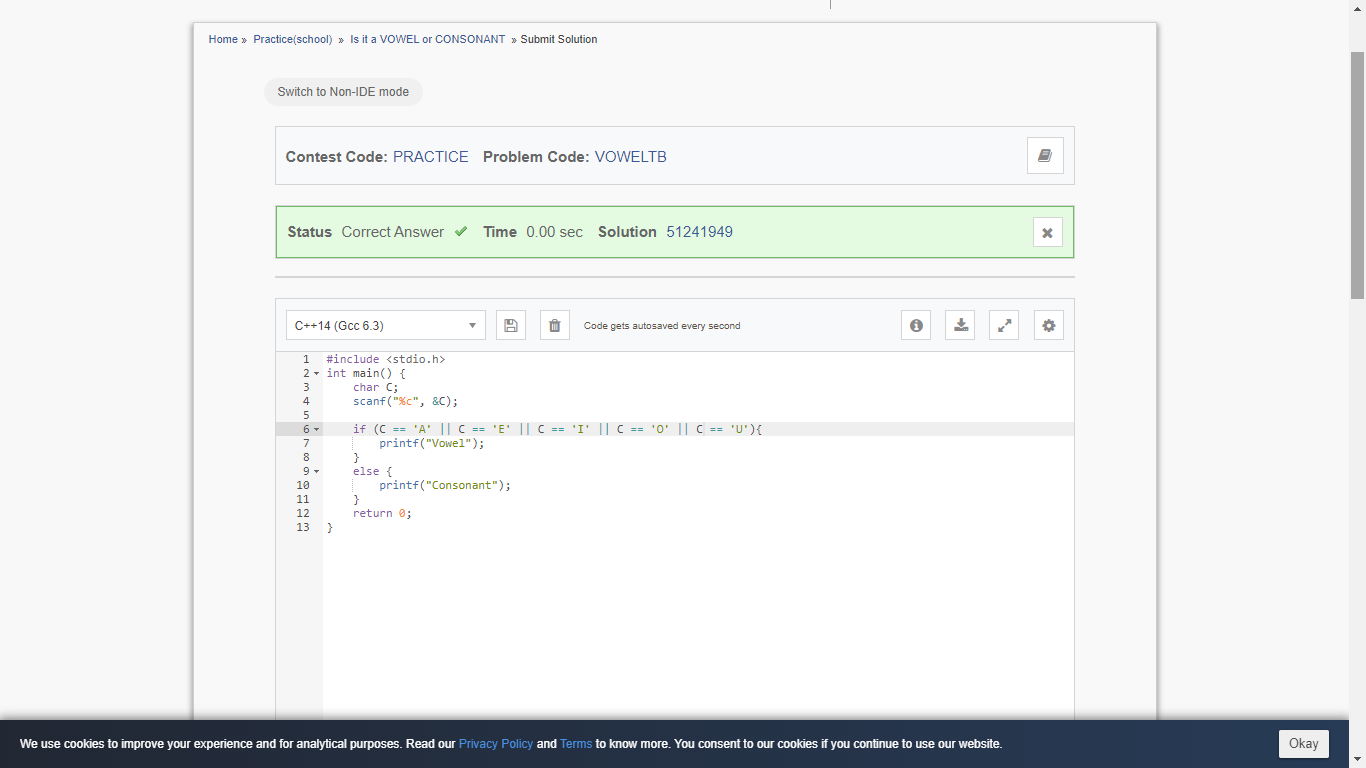 Home » Practice(school) » Is it a VOWEL or CONSONANT » Submit Solution
Switch to Non-IDE mode
Contest Code: PRACTICE Problem Code: VOWELTB
Status Correct Answer ✔ Time 0.00 sec Solution 51241949
C++14 (Gcc 6.3) Code gets autosaved every second
1 #include <stdio.h>
2 int main() {
3     char C;
4     scanf("%c", &C);
5
6     if (C == 'A' || C == 'E' || C == 'I' || C == 'O' || C == 'U'){
7         printf("Vowel");
8     }
9     else {
10         printf("Consonant");
11     }
12     return 0;
13 }
We use cookies to improve your experience and for analytical purposes. Read our Privacy Policy and Terms to know more. You consent to our cookies if you continue to use our website. Okay